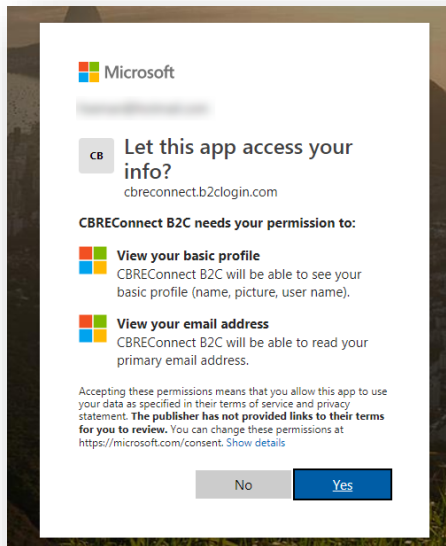 Microsoft
CB
Let this app access your
info?
cbreconnect.b2clogin.com
CBREConnect B2C needs your permission to:
View your basic profile
CBREConnect B2C will be able to see your
basic profile (name, picture, user name).
View your email address
CBREConnect B2C will be able to read your
primary email address.
Accepting these permissions means that you allow this app to use
your data as specified in their terms of service and privacy
statement. The publisher has not provided links to their terms
for you to review. You can change these permissions at
https://microsoft.com/consent. Show details
No
Yes